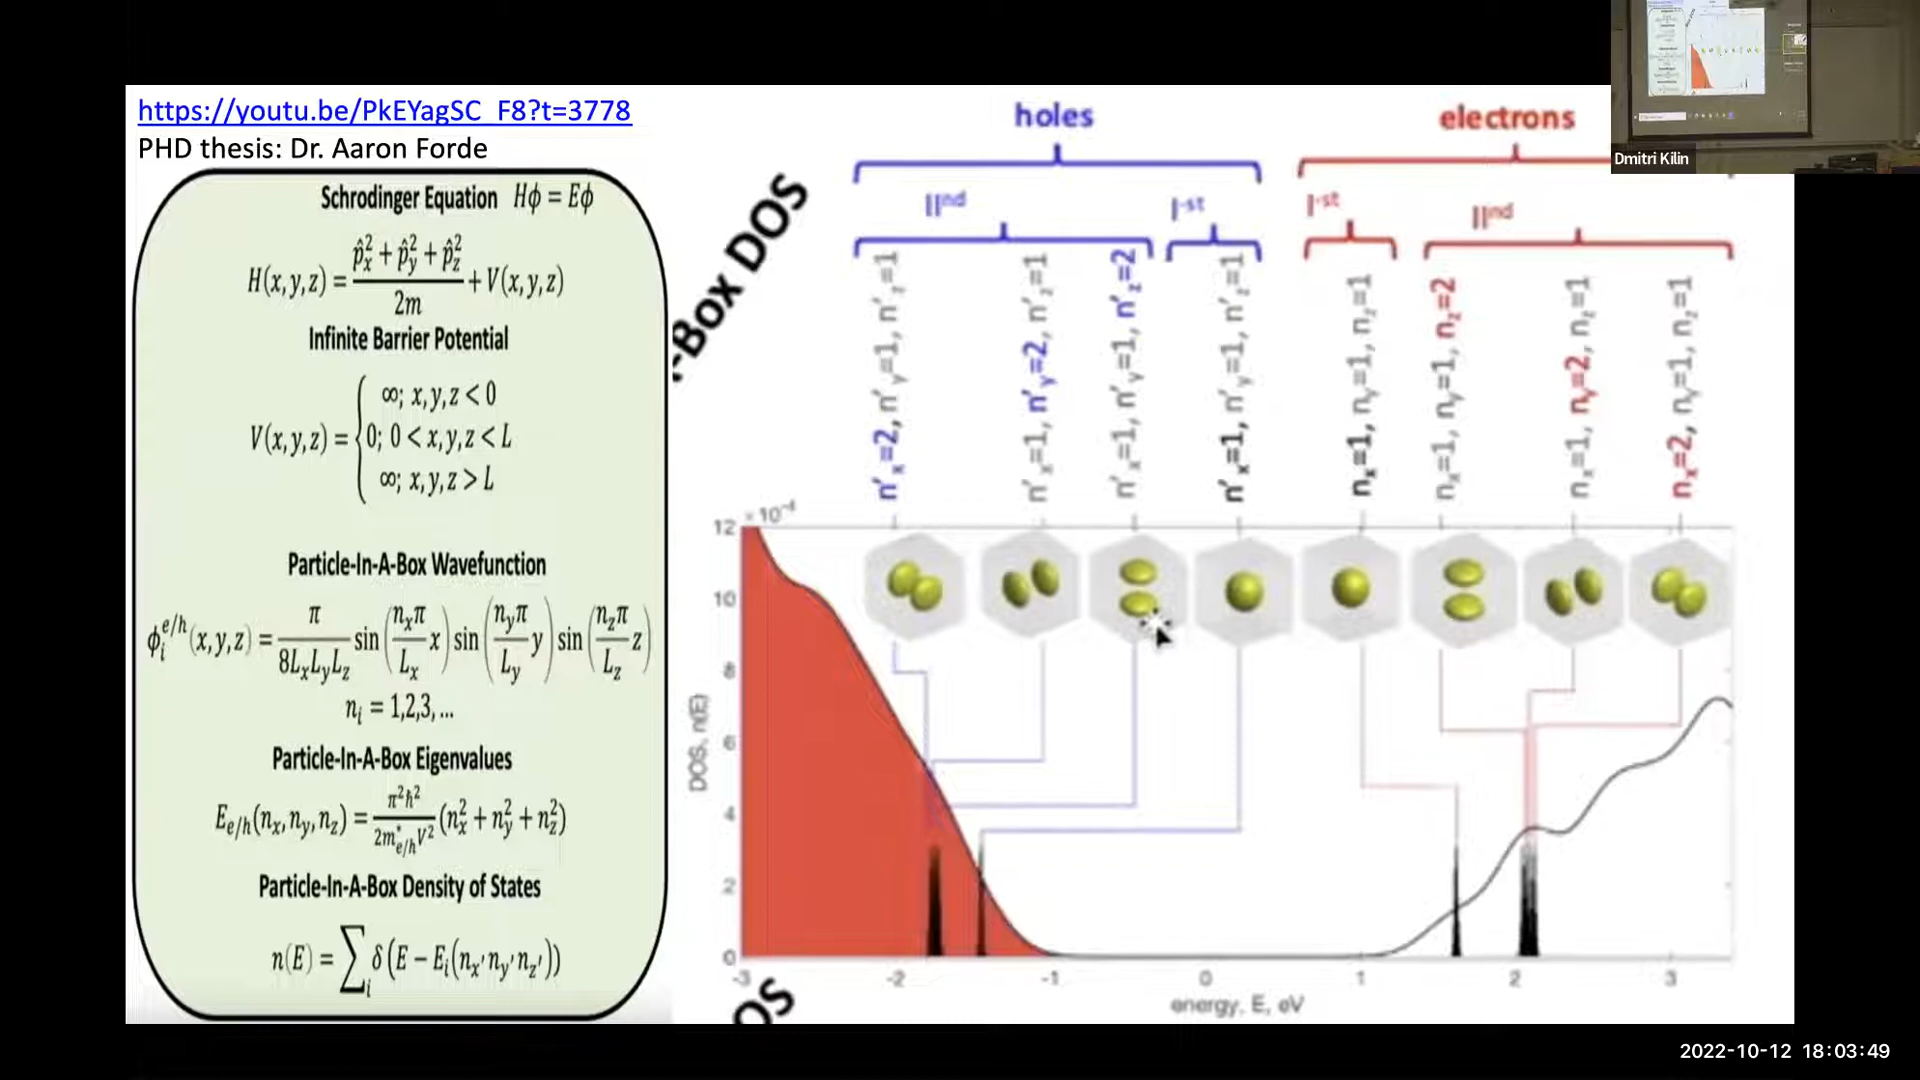 https://youtu.be/PkEYagSC_F8?t=3778
PHD thesis: Dr. Aaron Forde
Schrodinger Equation Hϕ = Eϕ
H(x,y,z) = (p̂x² + p̂y² + p̂z²)/2m + V(x,y,z)
Infinite Barrier Potential
V(x,y,z) = { ∞; x,y,z < 0
0; 0 < x,y,z < L
∞; x,y,z > L
Particle-In-A-Box Wavefunction
ϕᵢ^e/h (x,y,z) = π/(8LxLyLz) sin(nxπ/Lx x) sin(nyπ/Ly y) sin(nzπ/Lz z)
nᵢ = 1,2,3, ...
Particle-In-A-Box Eigenvalues
E_e/h(nx, ny, nz) = π²ħ²/(2m*_e/h V²) (nx² + ny² + nz²)
Particle-In-A-Box Density of States
n(E) = ∑ᵢ δ(E − Eᵢ(nx'ny'nz'))
-Box DOS
holes
electrons
IInd
I-st
I-st
IInd
n'x=2, n'y=1, n'z=1
n'x=1, n'y=2, n'z=1
n'x=1, n'y=1, n'z=2
n'x=1, n'y=1, n'z=1
nx=1, ny=1, nz=1
nx=1, ny=1, nz=2
nx=1, ny=2, nz=1
nx=2, ny=1, nz=1
× 10⁻⁴
12
10
8
6
4
2
0
DOS, n(E)
-3 -2 -1 0 1 2 3
energy, E, eV
OS
Dmitri Kilin
2022-10-12 18:03:49